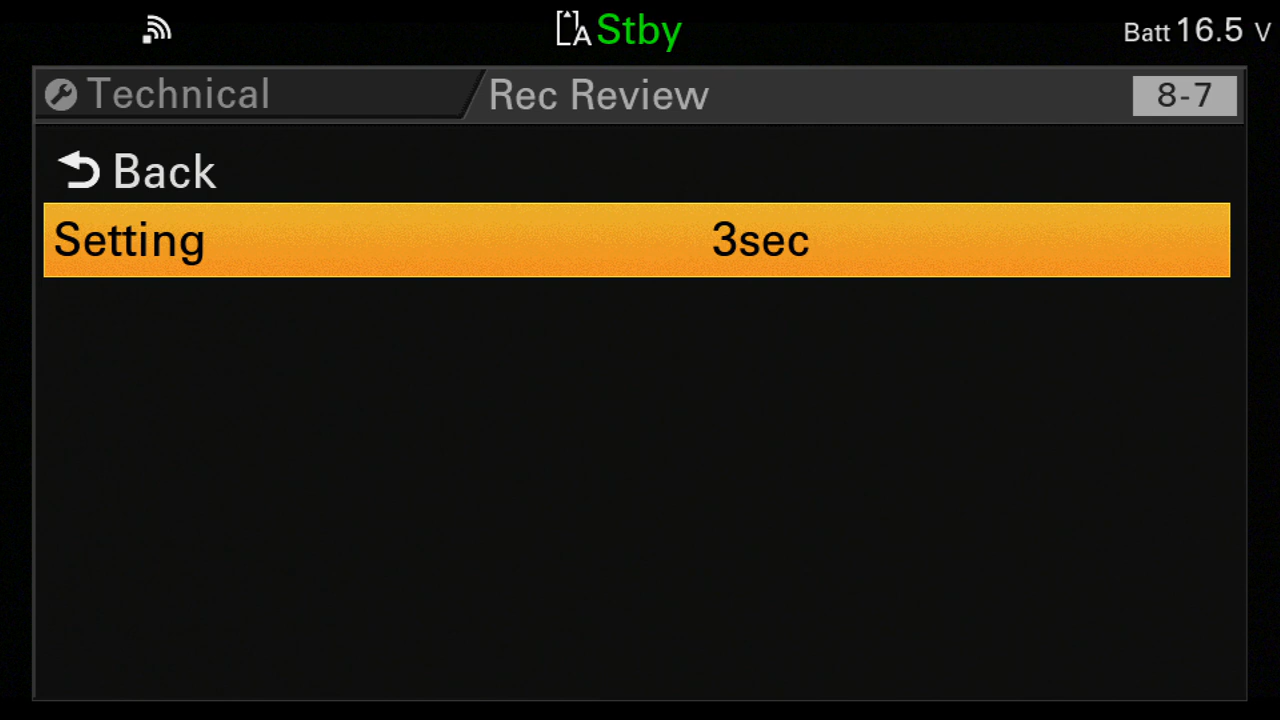 A Stby
Batt 16.5 V
Technical
Rec Review
8-7
Back
Setting 3sec